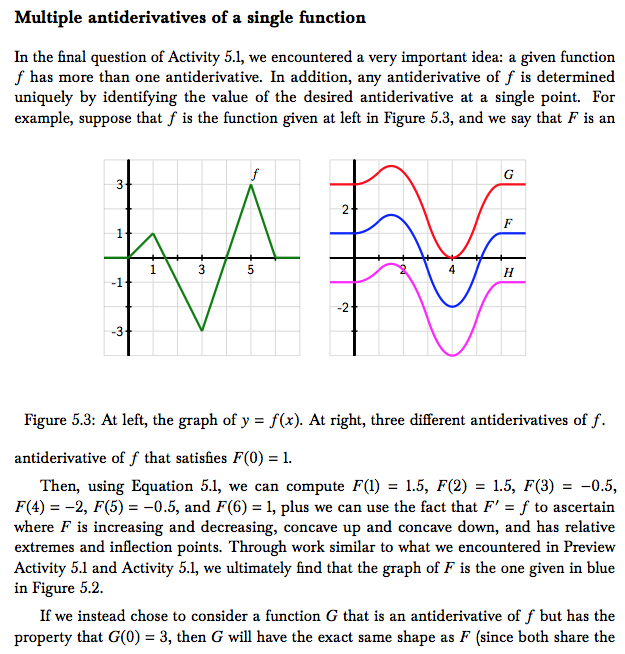 Multiple antiderivatives of a single function
In the final question of Activity 5.1, we encountered a very important idea: a given function
f has more than one antiderivative. In addition, any antiderivative of f is determined
uniquely by identifying the value of the desired antiderivative at a single point. For
example, suppose that f is the function given at left in Figure 5.3, and we say that F is an
f
3
1
-1
-3
1 3 5
G
F
H
2
-2
2 4
Figure 5.3: At left, the graph of y = f(x). At right, three different antiderivatives of f.
antiderivative of f that satisfies F(0) = 1.
Then, using Equation 5.1, we can compute F(1) = 1.5, F(2) = 1.5, F(3) = −0.5,
F(4) = −2, F(5) = −0.5, and F(6) = 1, plus we can use the fact that F′ = f to ascertain
where F is increasing and decreasing, concave up and concave down, and has relative
extremes and inflection points. Through work similar to what we encountered in Preview
Activity 5.1 and Activity 5.1, we ultimately find that the graph of F is the one given in blue
in Figure 5.2.
If we instead chose to consider a function G that is an antiderivative of f but has the
property that G(0) = 3, then G will have the exact same shape as F (since both share the